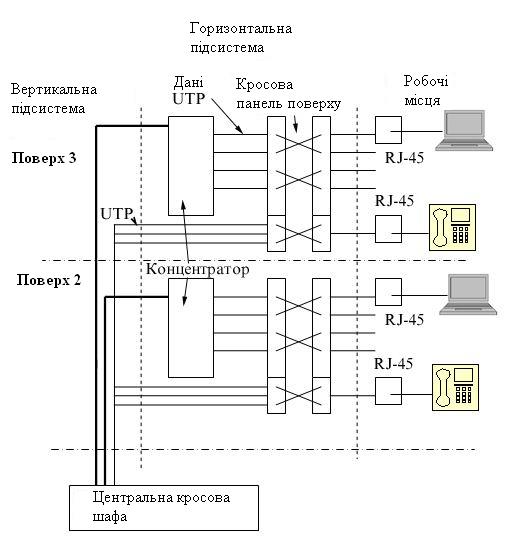 Горизонтальна
підсистема
Вертикальна
підсистема
Дані
UTP
Кросова
панель поверху
Робочі
місця
Поверх 3
RJ-45
RJ-45
UTP
Концентратор
Поверх 2
RJ-45
RJ-45
Центральна кросова
шафа